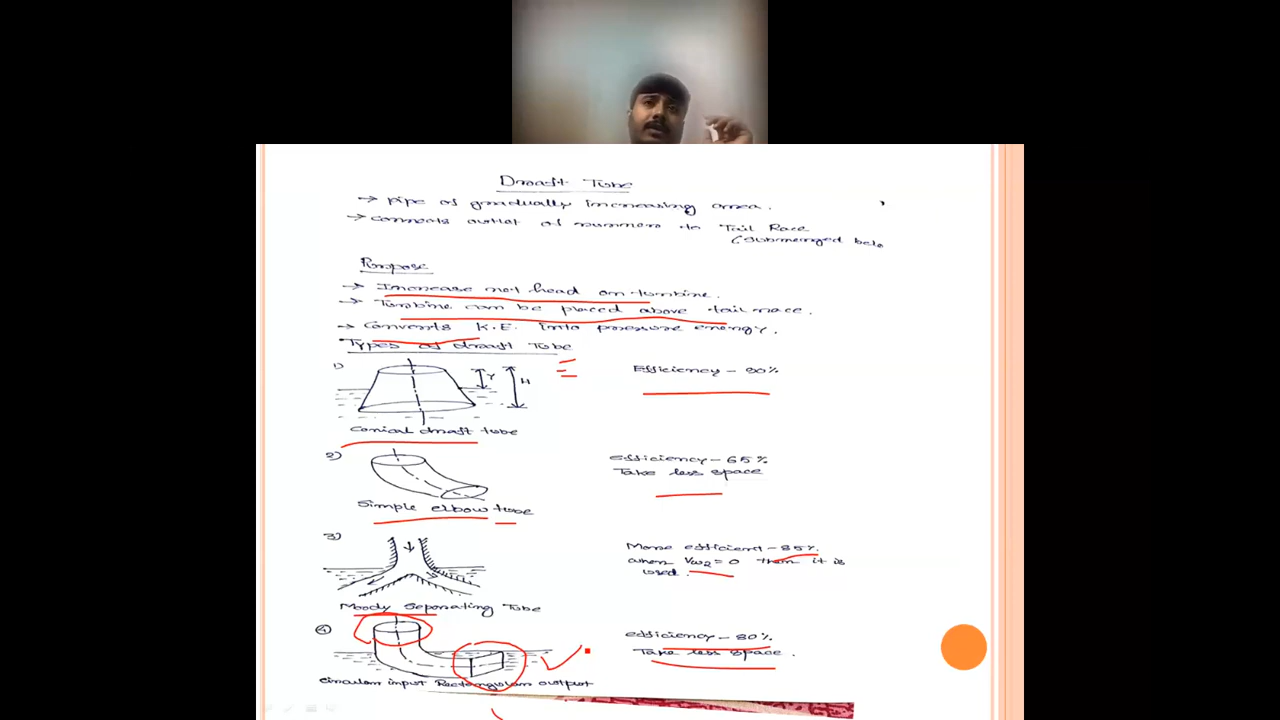 Draft Tube
→ pipe of gradually increasing area.
→ connects outlet of runner to Tail Race
(submerged belo
Purpose
→ Increase net head on turbine.
→ Turbine can be placed above tail race.
→ Converts K.E. into pressure energy.
Types of draft Tube
1)
Y
H
Efficiency - 90%
Conical draft tube
2)
efficiency - 65%
Take less space
Simple elbow tube
3)
More efficient - 85%
when Vw2 = 0 then it is
used.
Moody Seperating Tube
4)
efficiency - 80%
Take less space.
Circular input Rectangular output